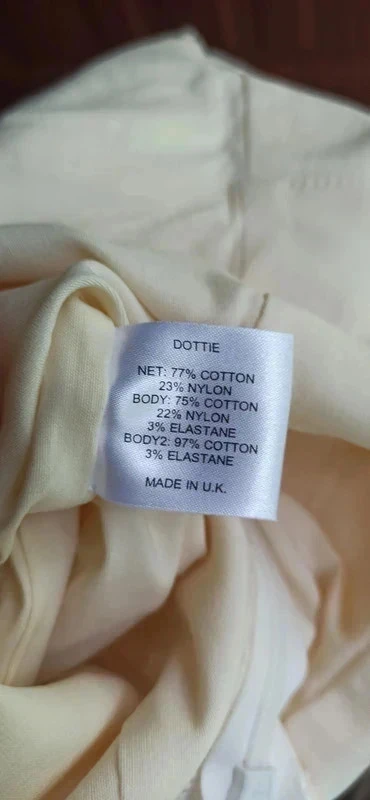 DOTTiE
NET: 77% COTTON
23% NYLON
BODY: 75% COTTON
22% NYLON
3% ELASTANE
BODY2: 97% COTTON
3% ELASTANE
MADE IN U.K.